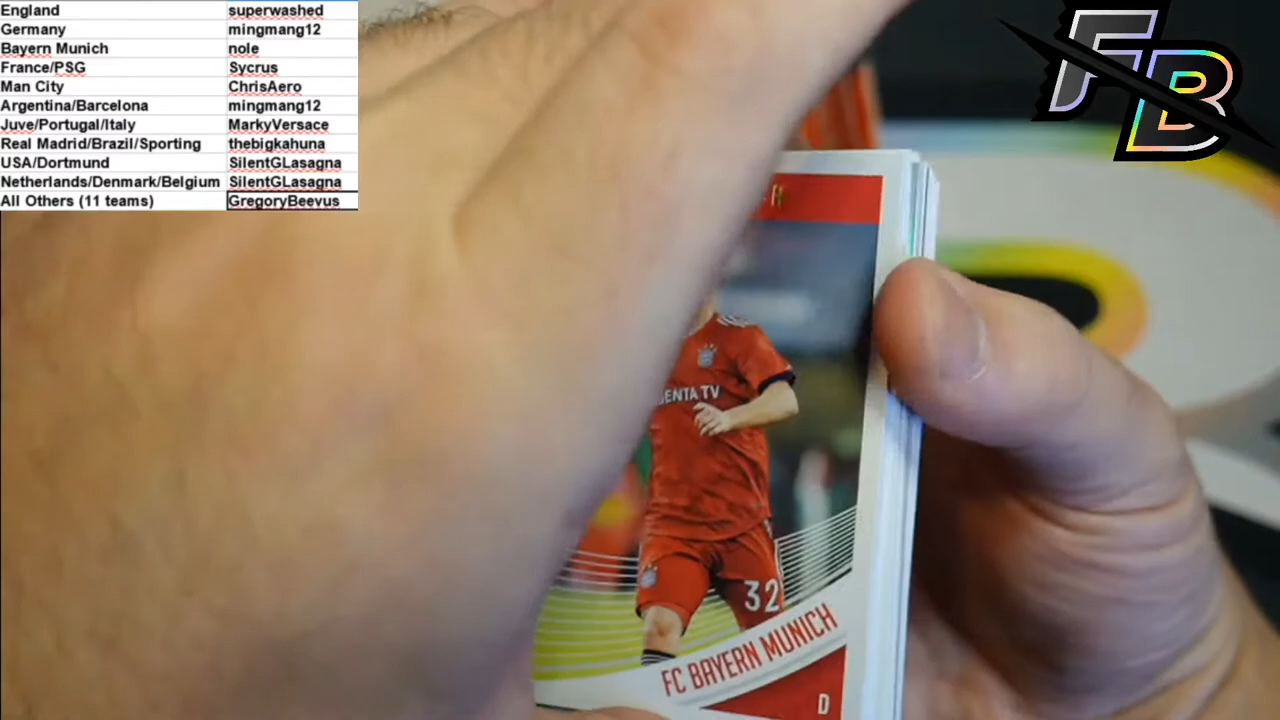 England superwashed
Germany mingmang12
Bayern Munich nole
France/PSG Sycrus
Man City ChrisAero
Argentina/Barcelona mingmang12
Juve/Portugal/Italy MarkyVersace
Real Madrid/Brazil/Sporting thebigkahuna
USA/Dortmund SilentGLasagna
Netherlands/Denmark/Belgium SilentGLasagna
All Others (11 teams) GregoryBeevus
FB
ENTA TV
32
FC BAYERN MUNICH
D